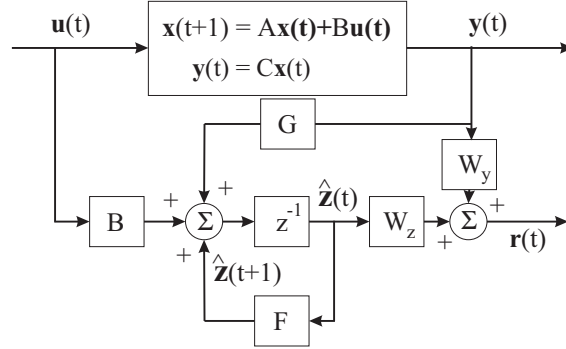 u(t)
x(t+1) = Ax(t)+Bu(t)
y(t) = Cx(t)
y(t)
G
W_y
+
+
B
Σ
z^{-1}
ẑ(t)
W_z
+
Σ
+
r(t)
+
ẑ(t+1)
F